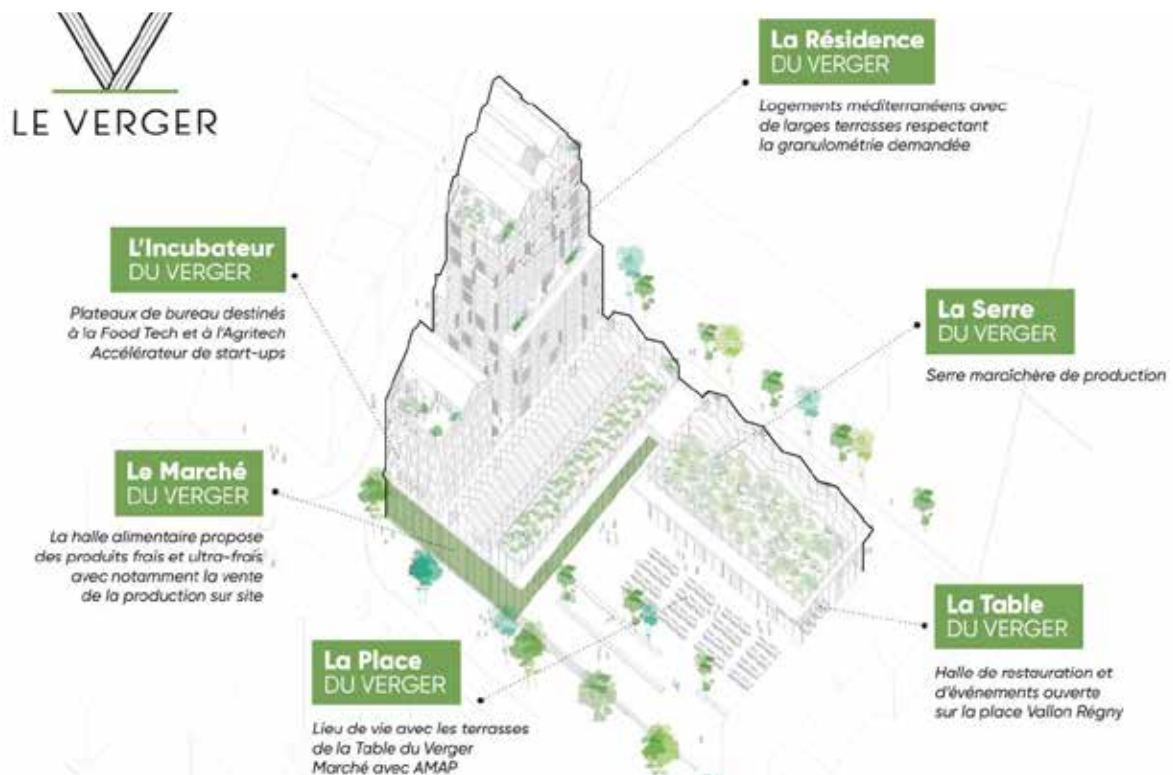 LE VERGER
La Résidence
DU VERGER
Logements méditerranéens avec
de larges terrasses respectant
la granulométrie demandée
L'Incubateur
DU VERGER
Plateaux de bureau destinés
à la Food Tech et à l'Agritech
Accélérateur de start-ups
La Serre
DU VERGER
Serre maraîchère de production
Le Marché
DU VERGER
La halle alimentaire propose
des produits frais et ultra-frais
avec notamment la vente
de la production sur site
La Table
DU VERGER
Halle de restauration et
d'événements ouverte
sur la place Vallon Régny
La Place
DU VERGER
Lieu de vie avec les terrasses
de la Table du Verger
Marché avec AMAP